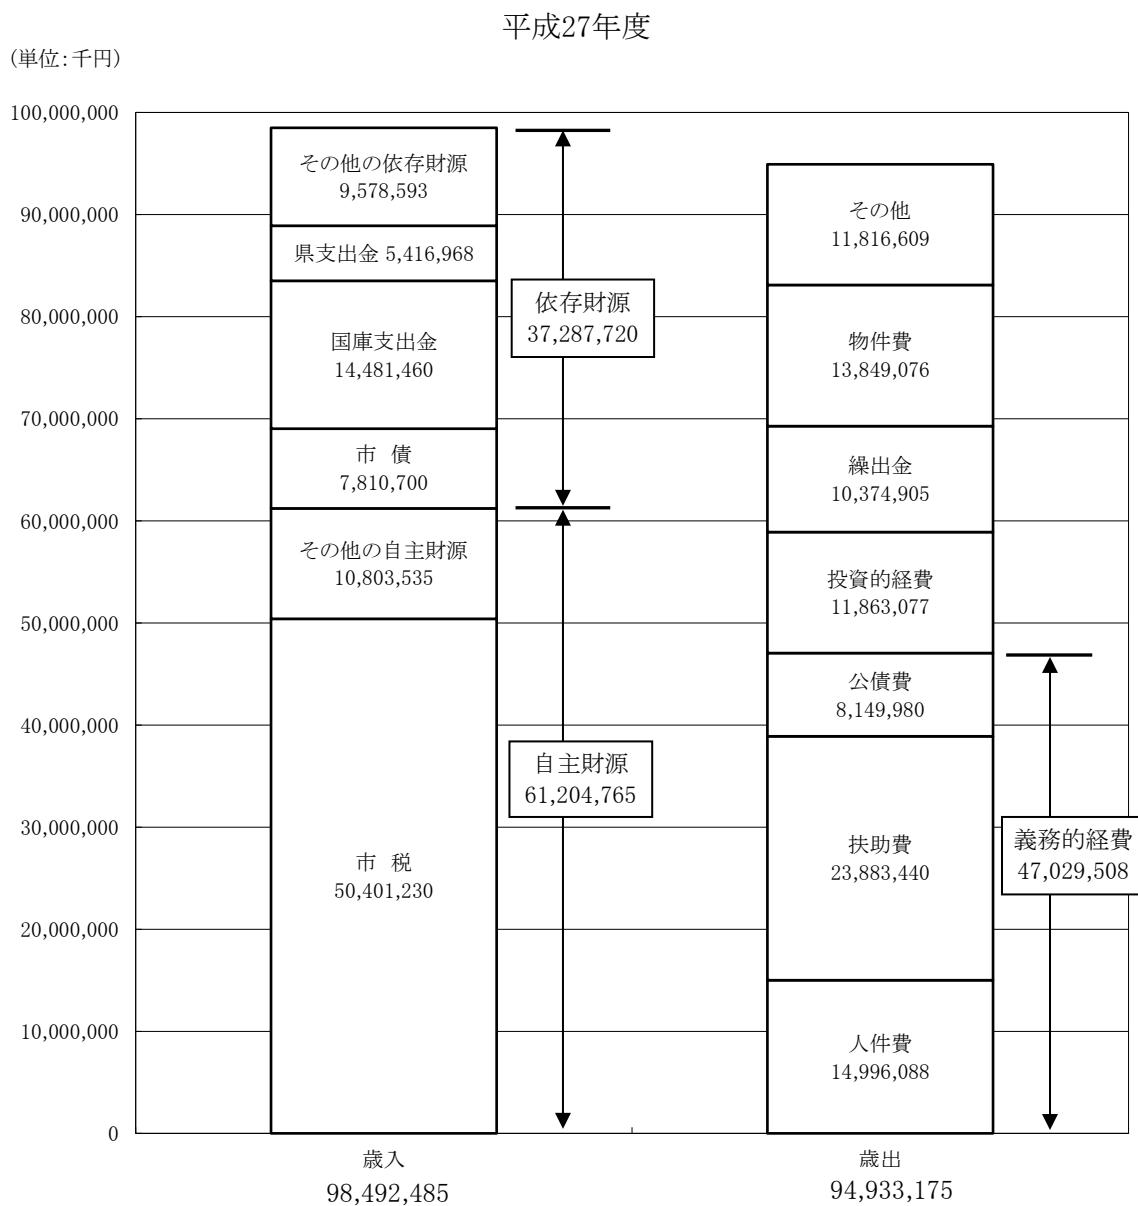 平成27年度
(単位:千円)
100,000,000
90,000,000
80,000,000
70,000,000
60,000,000
50,000,000
40,000,000
30,000,000
20,000,000
10,000,000
0
その他の依存財源
9,578,593
県支出金 5,416,968
国庫支出金
14,481,460
市 債
7,810,700
その他の自主財源
10,803,535
市 税
50,401,230
依存財源
37,287,720
自主財源
61,204,765
その他
11,816,609
物件費
13,849,076
繰出金
10,374,905
投資的経費
11,863,077
公債費
8,149,980
扶助費
23,883,440
人件費
14,996,088
義務的経費
47,029,508
歳入
98,492,485
歳出
94,933,175